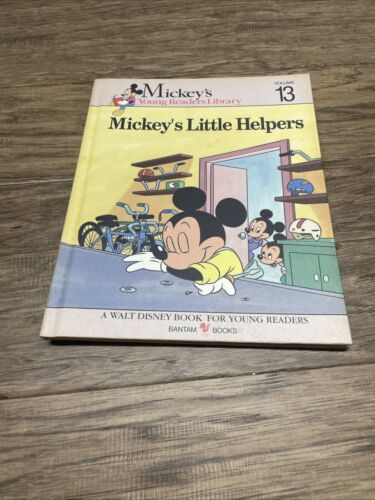 Mickey's
Young Readers Library
VOLUME
13
Mickey's Little Helpers
A WALT DISNEY BOOK FOR YOUNG READERS
BANTAM BOOKS